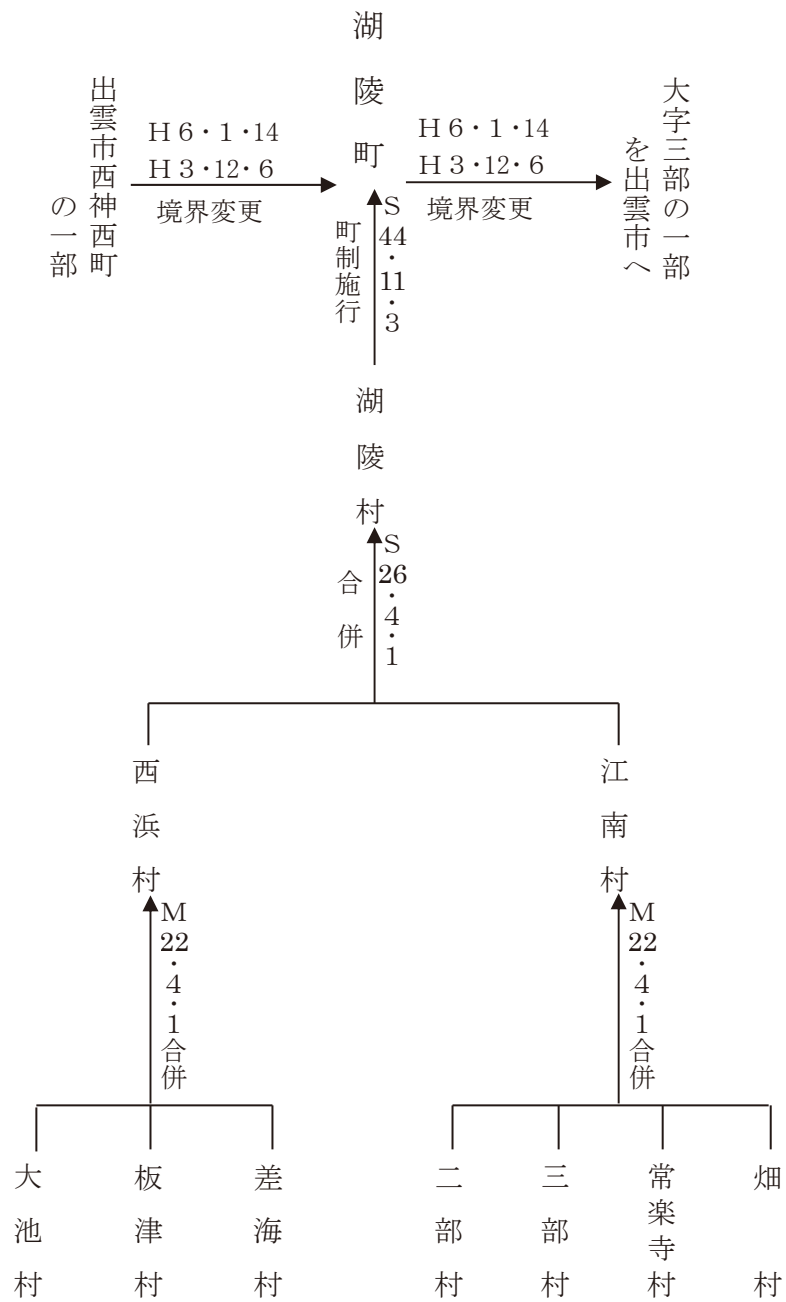 湖陵町
出雲市西神西町
の一部
H6・1・14
H3・12・6
境界変更
H6・1・14
H3・12・6
境界変更
大字三部の一部
を出雲市へ
S44・11・3
町制施行
湖陵村
S26・4・1
合併
西浜村
江南村
M22・4・1合併
M22・4・1合併
大池村
板津村
差海村
二部村
三部村
常楽寺村
畑村